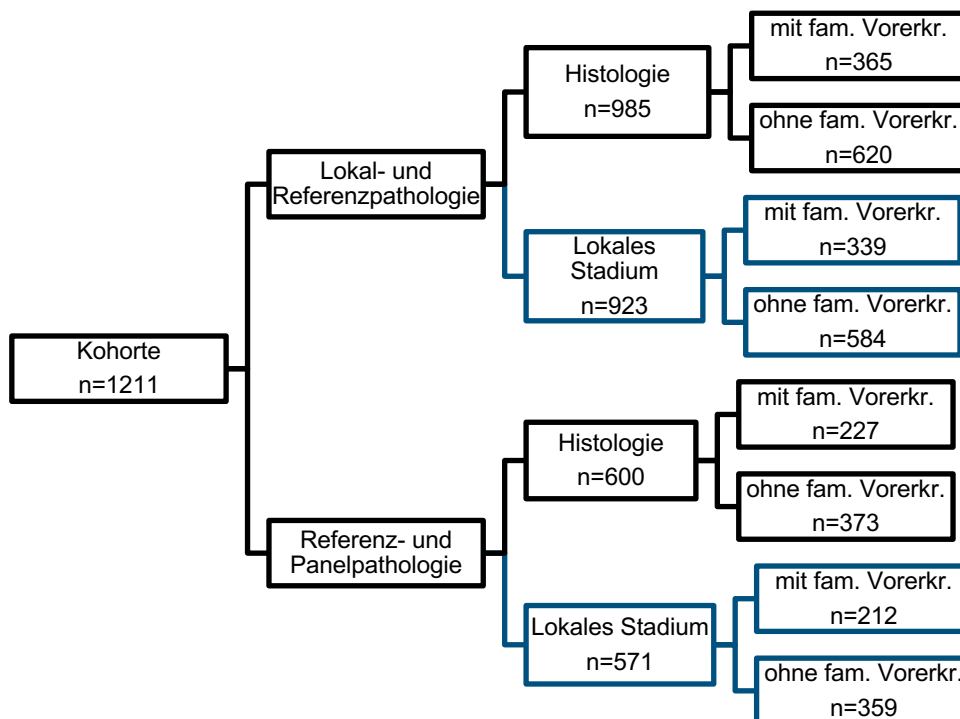 Kohorte
n=1211
Lokal- und
Referenzpathologie
Histologie
n=985
mit fam. Vorerkr.
n=365
ohne fam. Vorerkr.
n=620
Lokales
Stadium
n=923
mit fam. Vorerkr.
n=339
ohne fam. Vorerkr.
n=584
Referenz- und
Panelpathologie
Histologie
n=600
mit fam. Vorerkr.
n=227
ohne fam. Vorerkr.
n=373
Lokales Stadium
n=571
mit fam. Vorerkr.
n=212
ohne fam. Vorerkr.
n=359